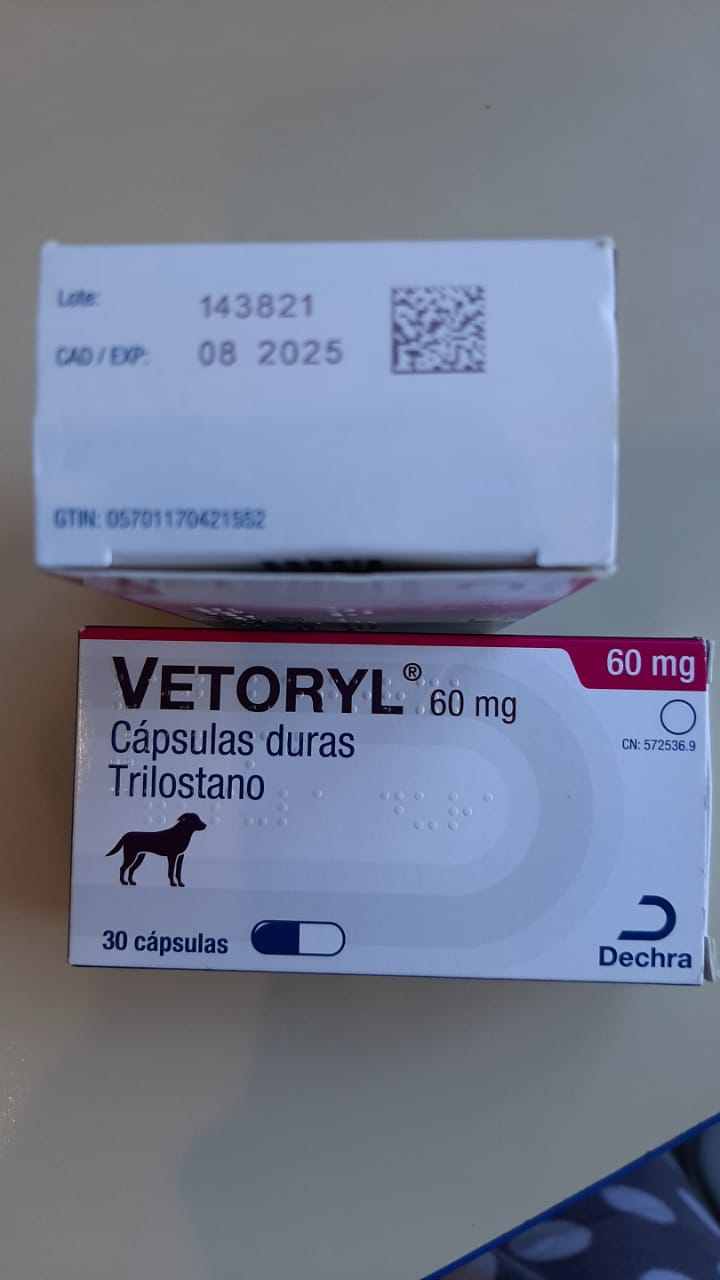 Lote: 143821
CAD / EXP: 08 2025
GTIN: 05701170421552
VETORYL® 60 mg
60 mg
Cápsulas duras
CN: 572536.9
Trilostano
30 cápsulas
Dechra